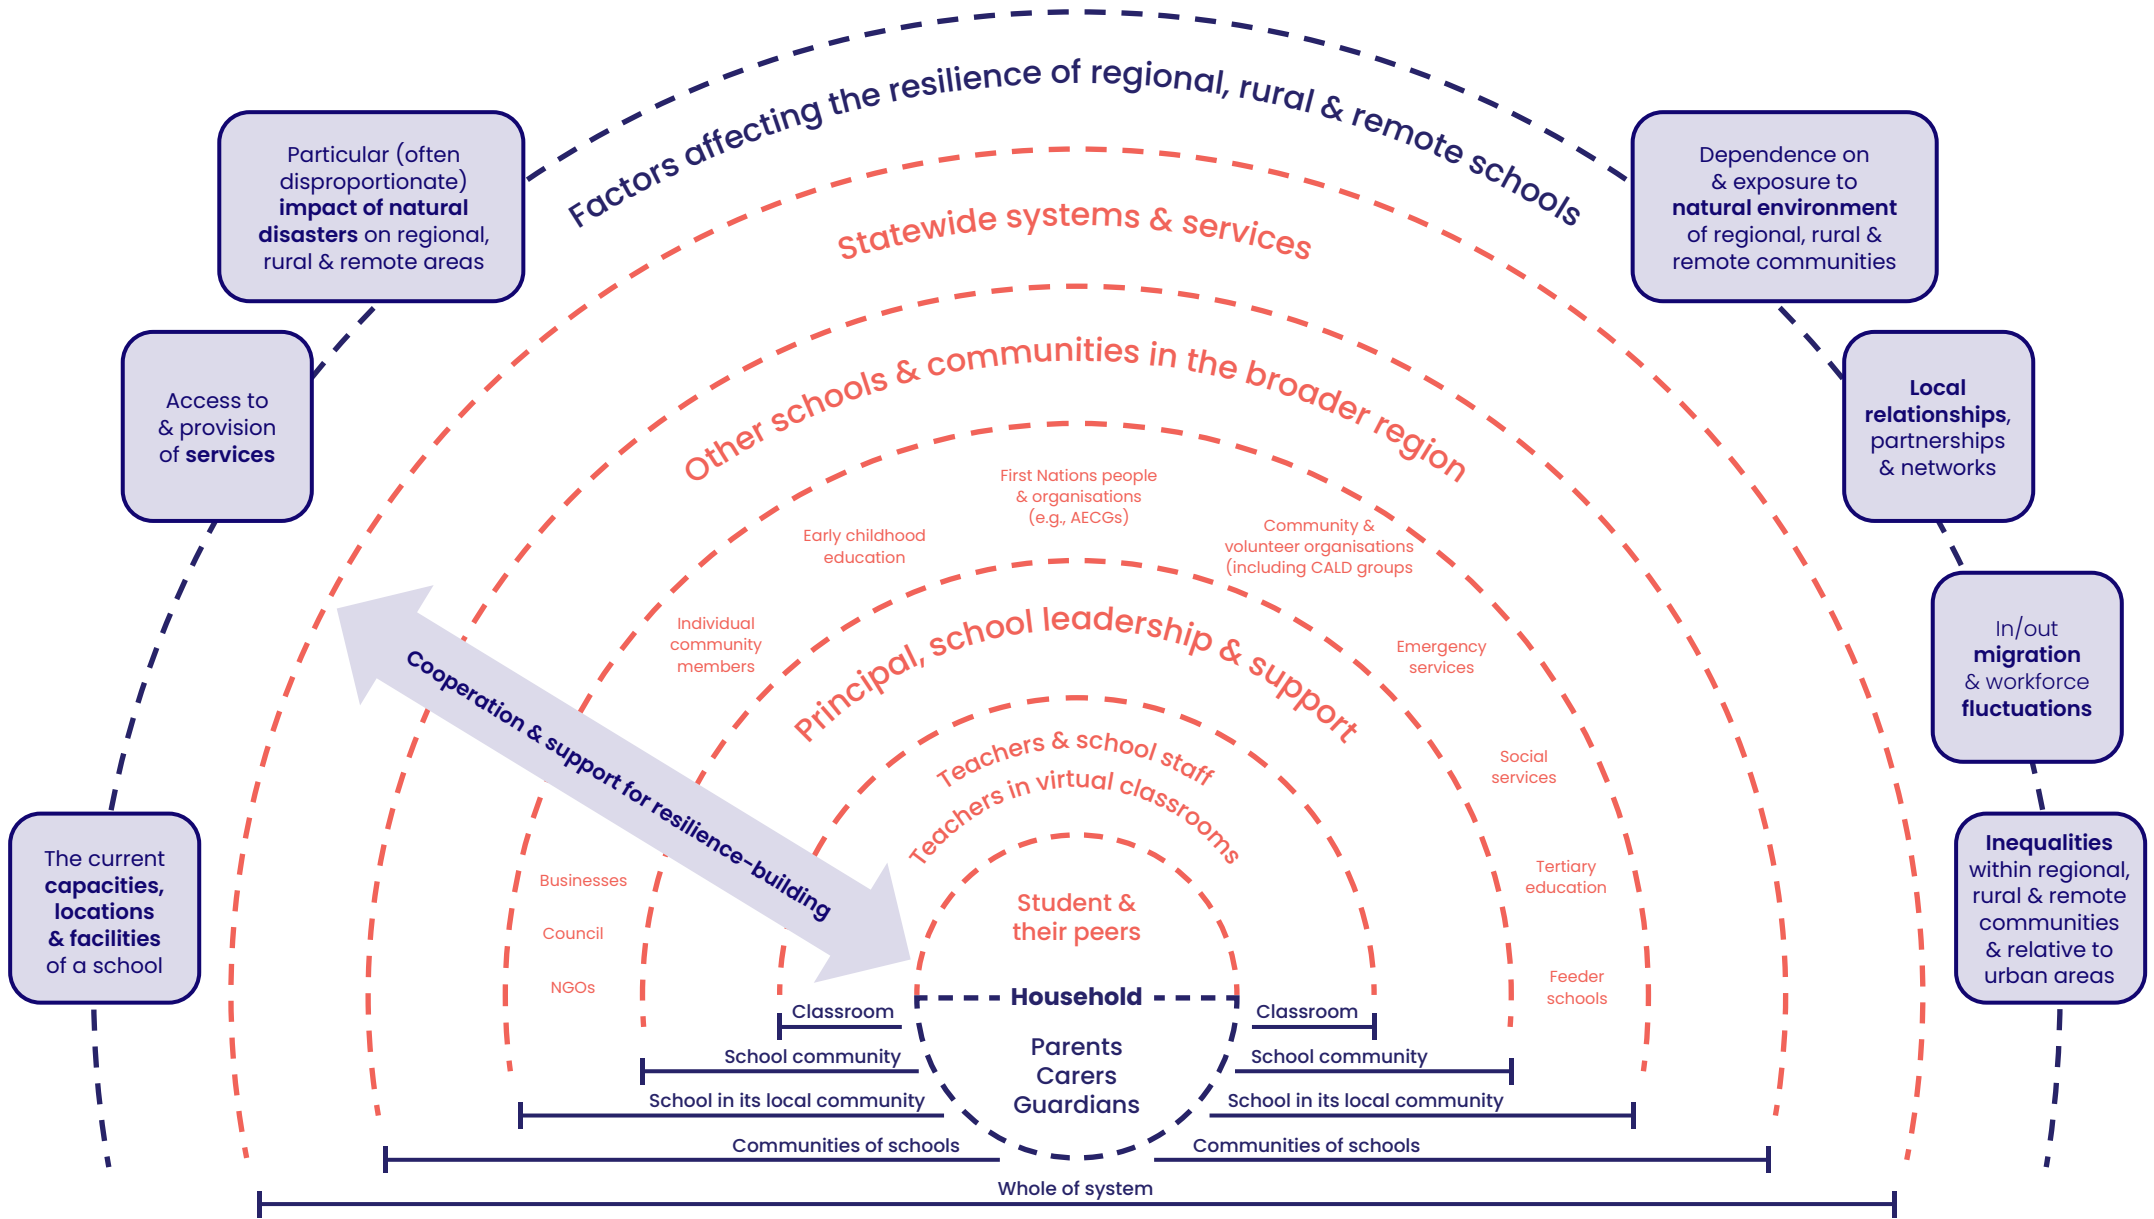 Factors affecting the resilience of regional, rural & remote schools
Particular (often
disproportionate)
impact of natural
disasters on regional,
rural & remote areas
Dependence on
& exposure to
natural environment
of regional, rural &
remote communities
Access to
& provision
of services
Local
relationships,
partnerships
& networks
In/out
migration
& workforce
fluctuations
The current
capacities,
locations
& facilities
of a school
Inequalities
within regional,
rural & remote
communities
& relative to
urban areas
Statewide systems & services
Other schools & communities in the broader region
First Nations people
& organisations
(e.g., AECGs)
Early childhood
education
Community &
volunteer organisations
(including CALD groups
Individual
community
members
Emergency
services
Social
services
Businesses
Tertiary
education
Council
NGOs
Feeder
schools
Principal, school leadership & support
Teachers & school staff
Teachers in virtual classrooms
Cooperation & support for resilience-building
Student &
their peers
Household
Parents
Carers
Guardians
Classroom
Classroom
School community
School community
School in its local community
School in its local community
Communities of schools
Communities of schools
Whole of system